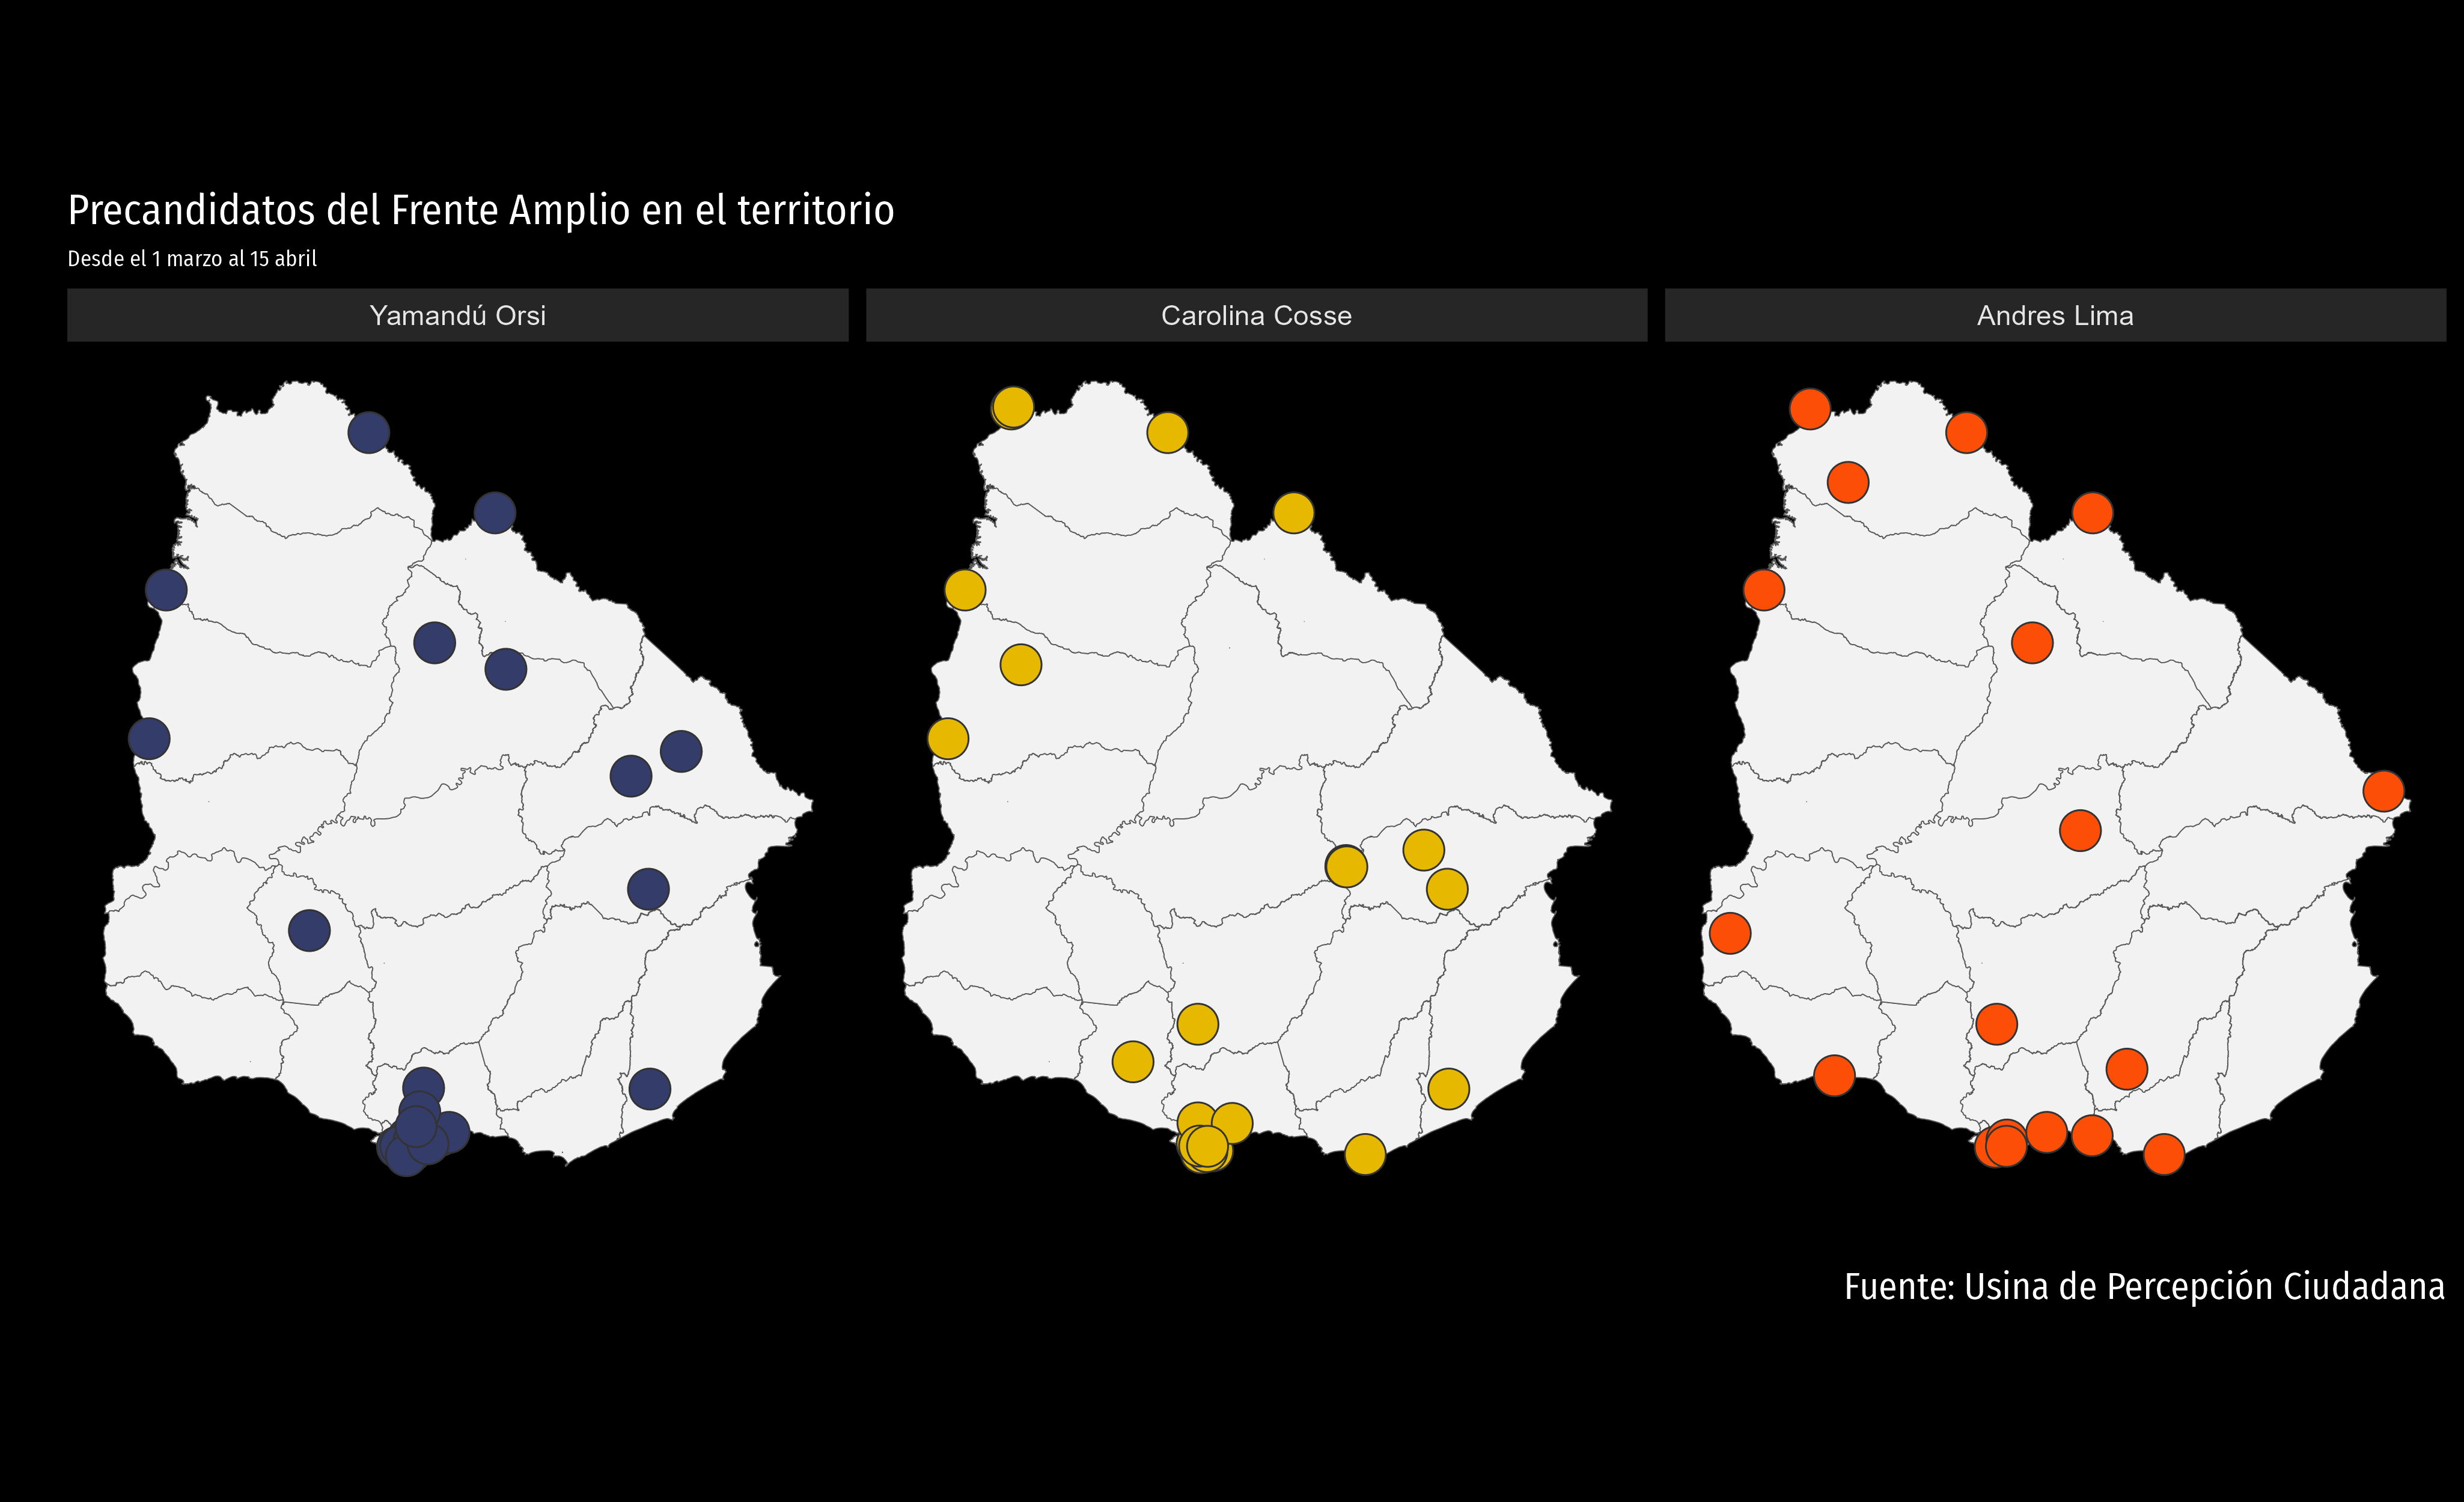 Precandidatos del Frente Amplio en el territorio
Desde el 1 marzo al 15 abril
Yamandú Orsi
Carolina Cosse
Andres Lima
Fuente: Usina de Percepción Ciudadana